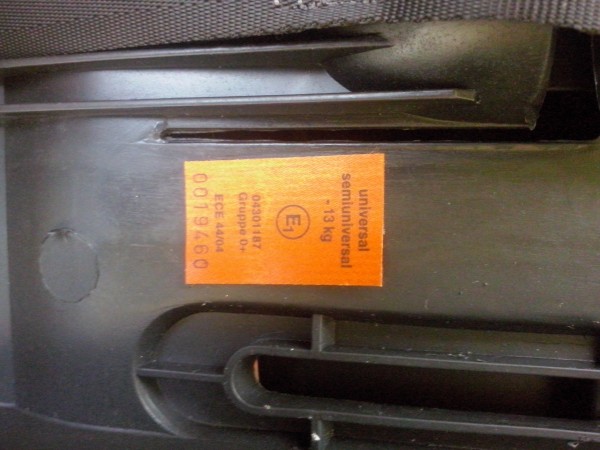 universal
semiuniversal
- 13 kg
E1
04301187
Gruppe 0+
ECE 44/04
0019460